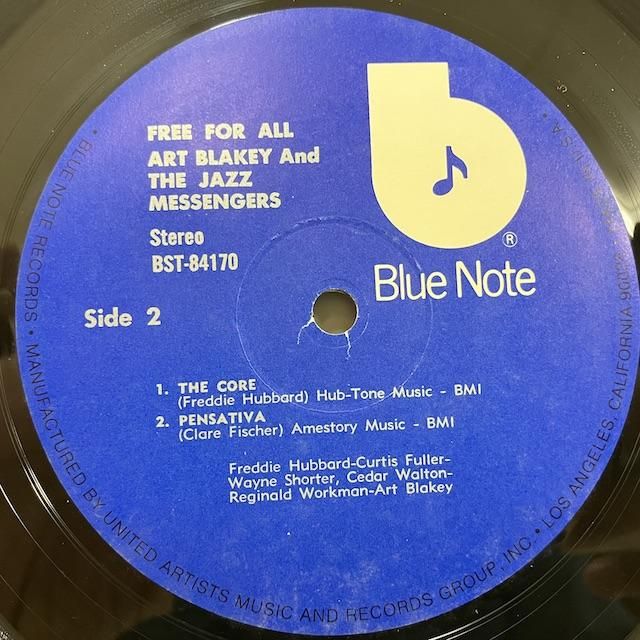 FREE FOR ALL
ART BLAKEY And
THE JAZZ
MESSENGERS
Stereo
BST-84170
®
Blue Note
Side 2
1. THE CORE
(Freddie Hubbard) Hub-Tone Music - BMI
2. PENSATIVA
(Clare Fischer) Amestory Music - BMI
Freddie Hubbard-Curtis Fuller-
Wayne Shorter, Cedar Walton-
Reginald Workman-Art Blakey
• BLUE NOTE RECORDS • MANUFACTURED BY UNITED ARTISTS MUSIC AND RECORDS GROUP, INC. • LOS ANGELES, CALIFORNIA U.S.A.